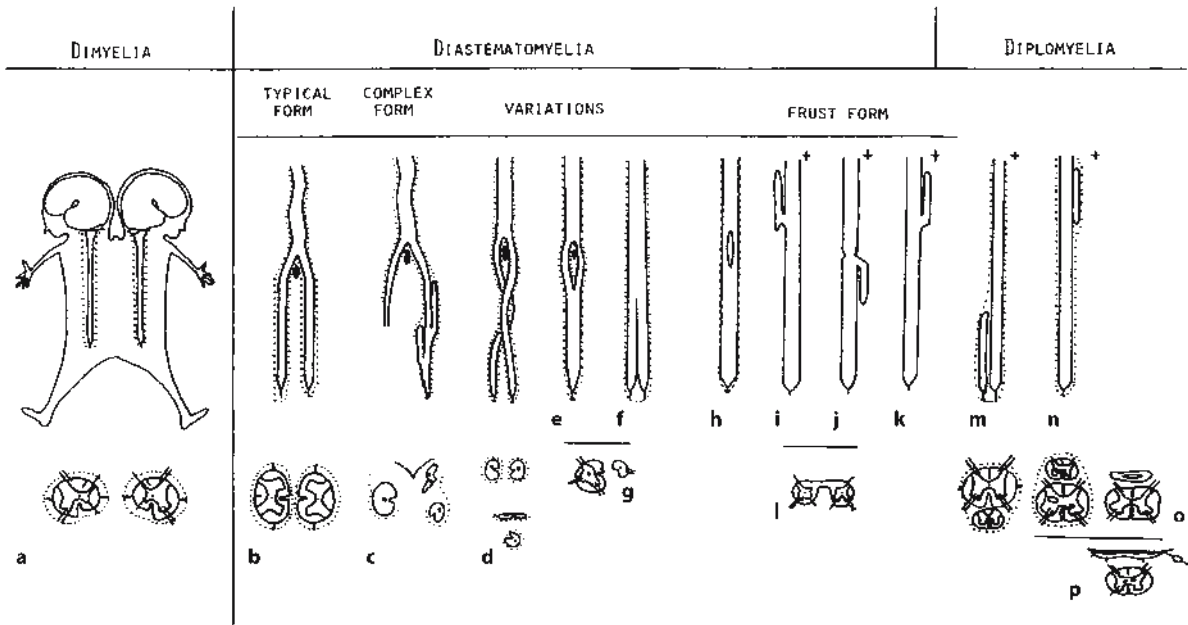 DIMYELIA
DIASTEMATOMYELIA
DIPLOMYELIA
TYPICAL
FORM
COMPLEX
FORM
VARIATIONS
FRUST FORM
+ + + + +
e f h i j k m n
g
l
o
a b c d
p